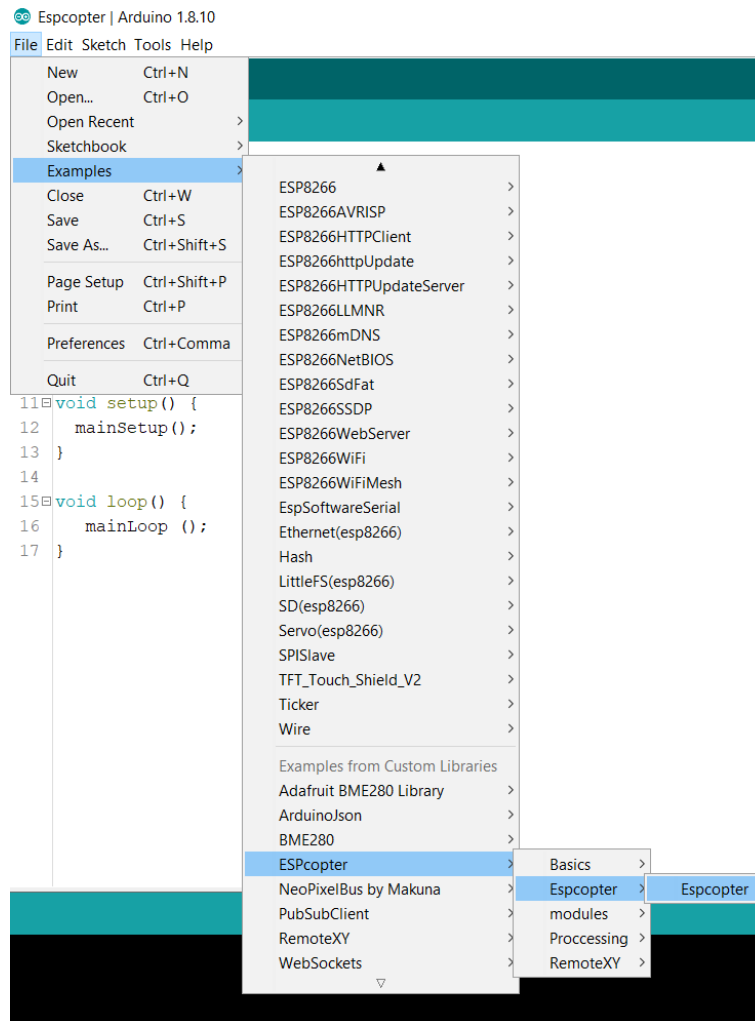 Espcopter | Arduino 1.8.10
File Edit Sketch Tools Help
New Ctrl+N
Open... Ctrl+O
Open Recent
Sketchbook
Examples
Close Ctrl+W
Save Ctrl+S
Save As... Ctrl+Shift+S
Page Setup Ctrl+Shift+P
Print Ctrl+P
Preferences Ctrl+Comma
Quit Ctrl+Q
ESP8266
ESP8266AVRISP
ESP8266HTTPClient
ESP8266httpUpdate
ESP8266HTTPUpdateServer
ESP8266LLMNR
ESP8266mDNS
ESP8266NetBIOS
ESP8266SdFat
ESP8266SSDP
ESP8266WebServer
ESP8266WiFi
ESP8266WiFiMesh
EspSoftwareSerial
Ethernet(esp8266)
Hash
LittleFS(esp8266)
SD(esp8266)
Servo(esp8266)
SPISlave
TFT_Touch_Shield_V2
Ticker
Wire
Examples from Custom Libraries
Adafruit BME280 Library
ArduinoJson
BME280
ESPcopter
NeoPixelBus by Makuna
PubSubClient
RemoteXY
WebSockets
Basics
Espcopter
modules
Proccessing
RemoteXY
Espcopter
11 void setup() {
12 mainSetup();
13 }
14
15 void loop() {
16 mainLoop ();
17 }